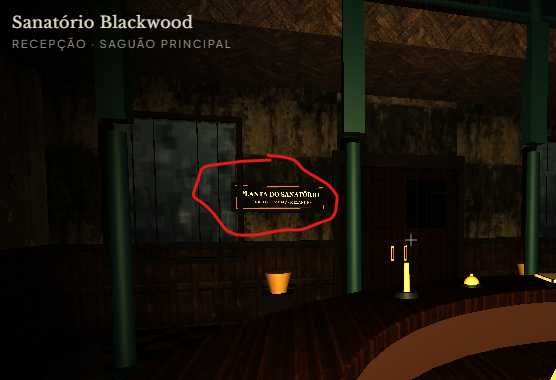 Sanatório Blackwood
RECEPÇÃO · SAGUÃO PRINCIPAL
PLANTA DO SANATÓRIO